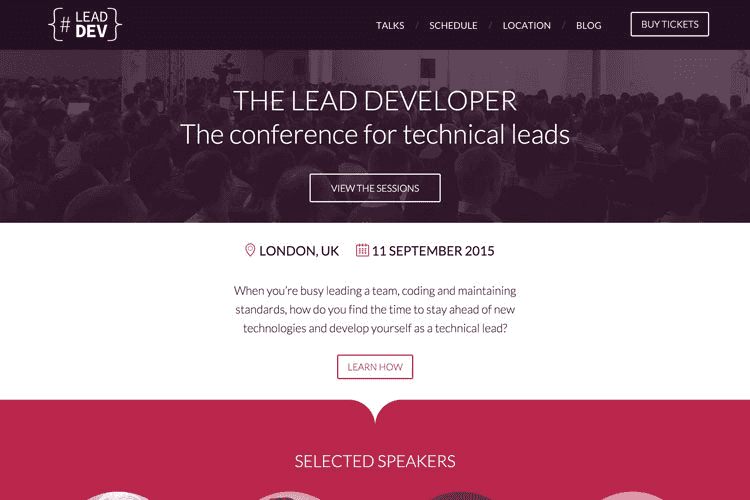 {# LEAD
DEV}
TALKS / SCHEDULE / LOCATION / BLOG BUY TICKETS
THE LEAD DEVELOPER
The conference for technical leads
VIEW THE SESSIONS
LONDON, UK 11 SEPTEMBER 2015
When you're busy leading a team, coding and maintaining
standards, how do you find the time to stay ahead of new
technologies and develop yourself as a technical lead?
LEARN HOW
SELECTED SPEAKERS